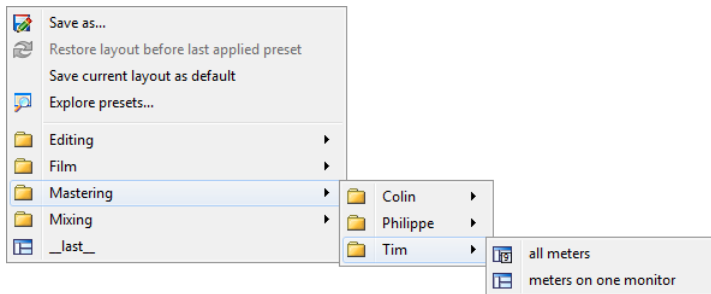 Save as...
Restore layout before last applied preset
Save current layout as default
Explore presets...
Editing
Film
Mastering
Mixing
__last__
Colin
Philippe
Tim
9
all meters
meters on one monitor